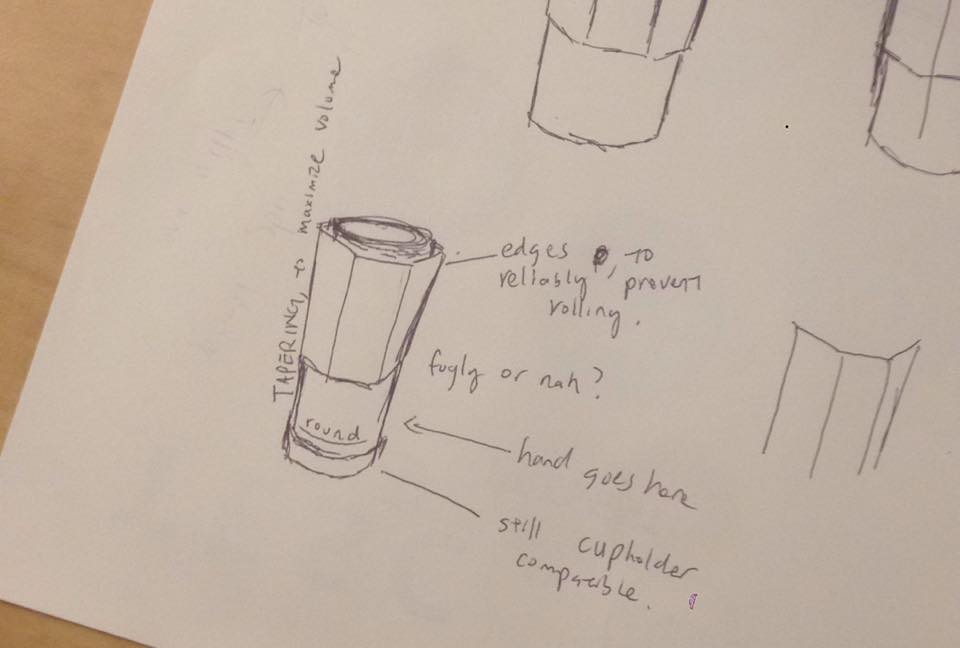 TAPERING, to maximize volume
edges , TO
reliably prevent
rolling.
fugly or nah?
round
hand goes here
still cupholder
compatible.